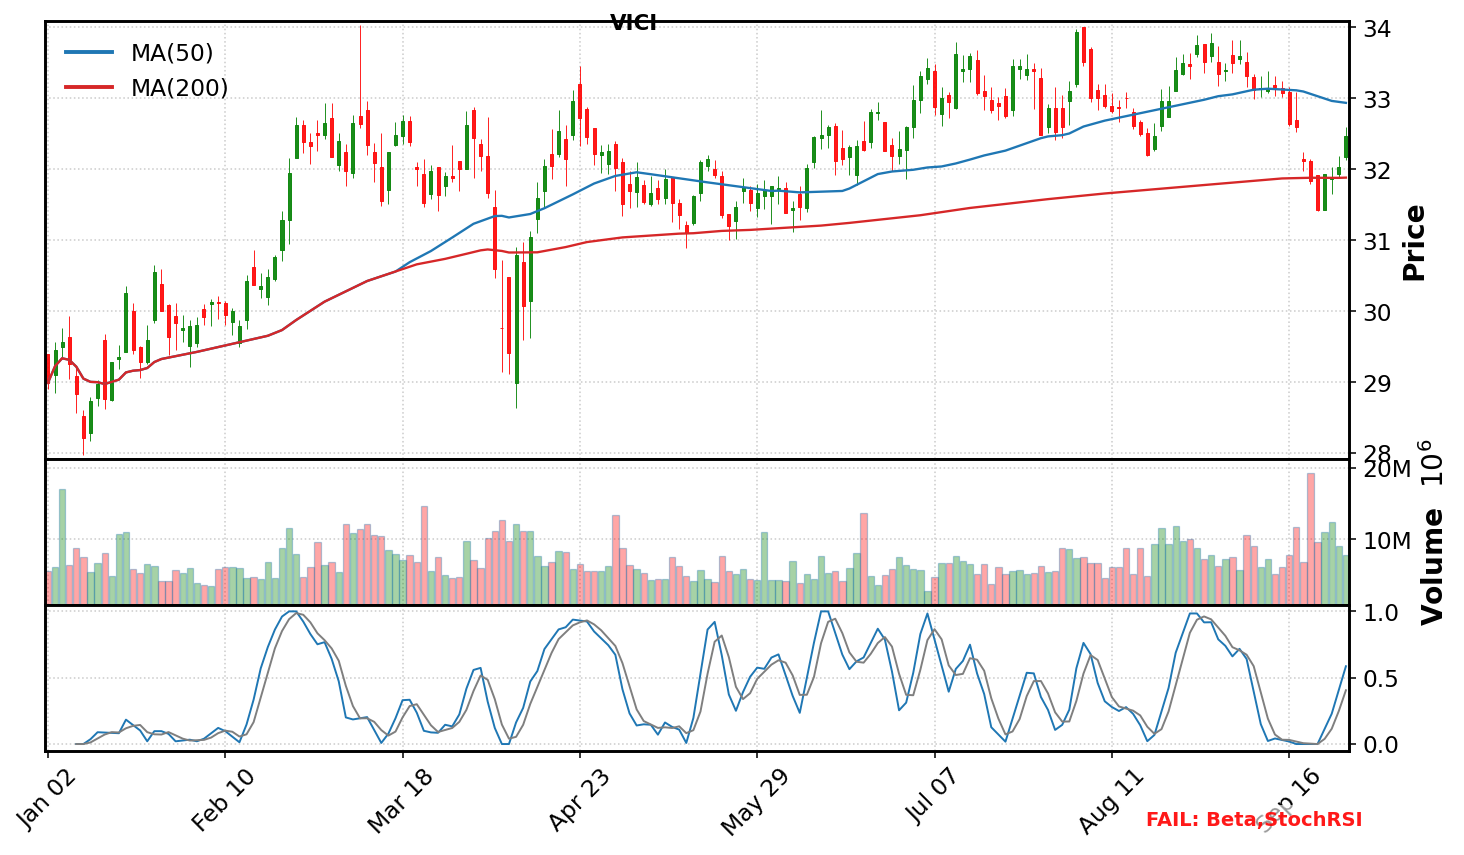 VICI
MA(50)
MA(200)
34
33
32
31
30
29
28
Price
20M
10M
Volume 10^6
1.0
0.5
0.0
Jan 02
Feb 10
Mar 18
Apr 23
May 29
Jul 07
Aug 11
Sep 16
FAIL: Beta,StochRSI